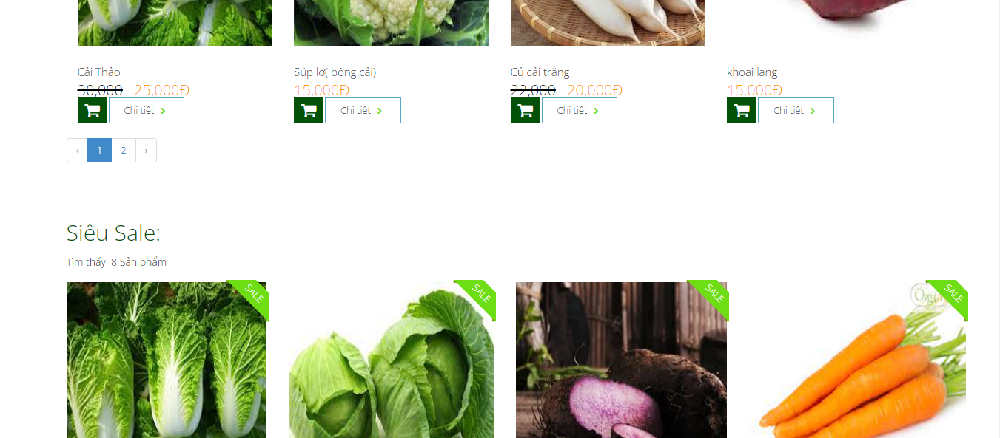 Cải Thảo
30,000 25,000Đ
Chi tiết
Súp lơ( bông cải)
15,000Đ
Chi tiết
Củ cải trắng
22,000 20,000Đ
Chi tiết
khoai lang
15,000Đ
Chi tiết
‹ 1 2 ›
Siêu Sale:
Tìm thấy 8 Sản phẩm
SALE
SALE
SALE
SALE